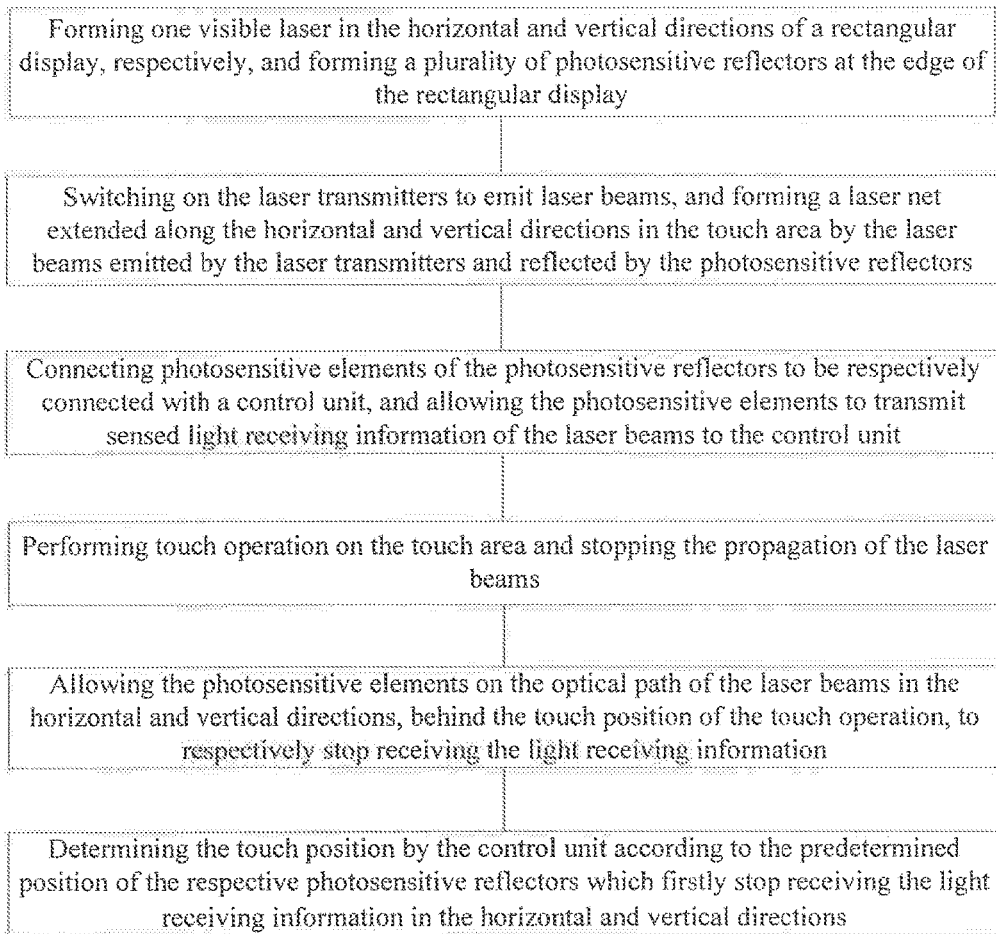 Forming one visible laser in the horizontal and vertical directions of a rectangular
display, respectively, and forming a plurality of photosensitive reflectors at the edge of
the rectangular display
Switching on the laser transmitters to emit laser beams, and forming a laser net
extended along the horizontal and vertical directions in the touch area by the laser
beams emitted by the laser transmitters and reflected by the photosensitive reflectors
Connecting photosensitive elements of the photosensitive reflectors to be respectively
connected with a control unit, and allowing the photosensitive elements to transmit
sensed light receiving information of the laser beams to the control unit
Performing touch operation on the touch area and stopping the propagation of the laser
beams
Allowing the photosensitive elements on the optical path of the laser beams in the
horizontal and vertical directions, behind the touch position of the touch operation, to
respectively stop receiving the light receiving information
Determining the touch position by the control unit according to the predetermined
position of the respective photosensitive reflectors which firstly stop receiving the light
receiving information in the horizontal and vertical directions